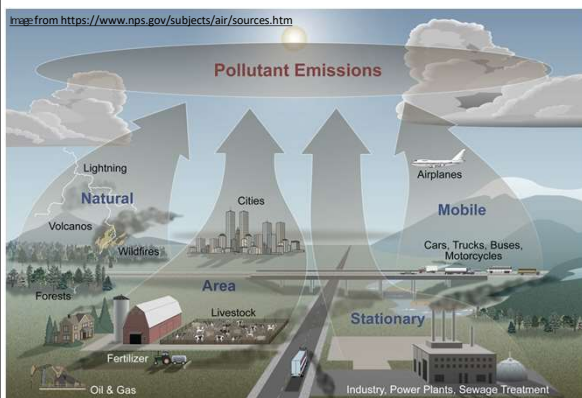 Image from https://www.nps.gov/subjects/air/sources.htm
Pollutant Emissions
Lightning
Natural
Volcanos
Wildfires
Forests
Cities
Airplanes
Mobile
Cars, Trucks, Buses,
Motorcycles
Area
Livestock
Fertilizer
Stationary
Oil & Gas
Industry, Power Plants, Sewage Treatment